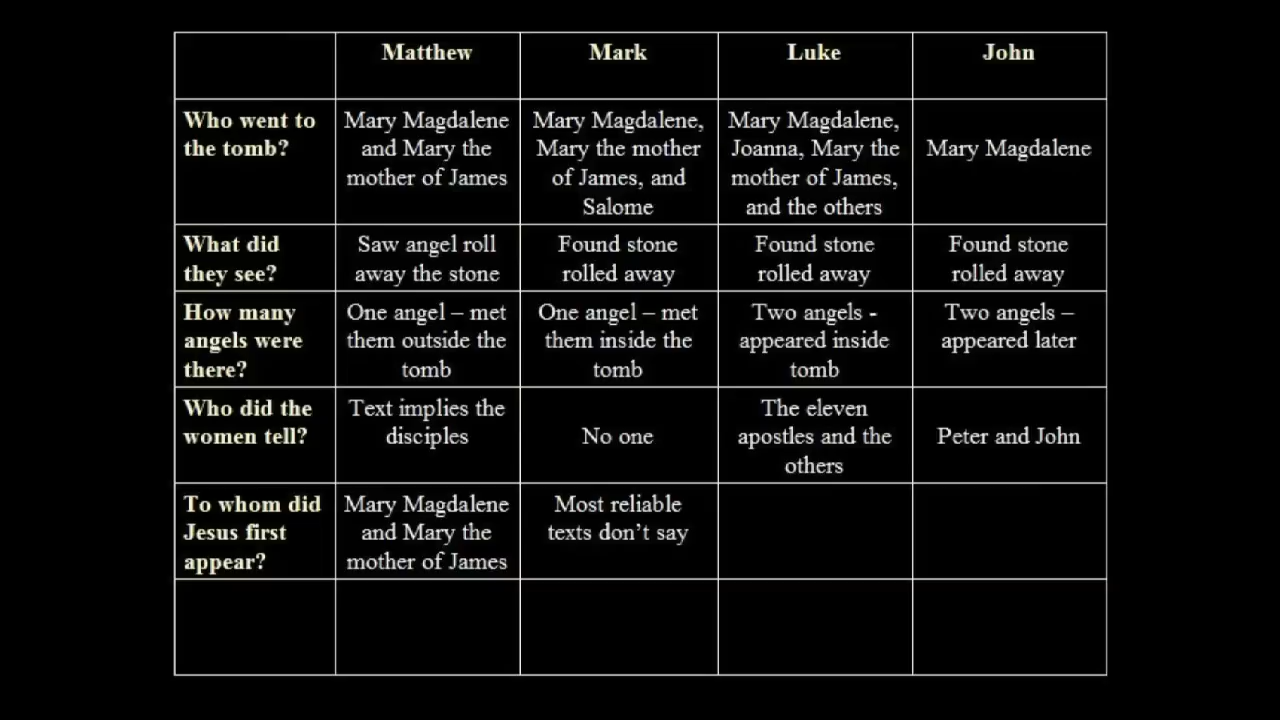 Matthew
Mark
Luke
John
Who went to
the tomb?
Mary Magdalene
and Mary the
mother of James
Mary Magdalene,
Mary the mother
of James, and
Salome
Mary Magdalene,
Joanna, Mary the
mother of James,
and the others
Mary Magdalene
What did
they see?
Saw angel roll
away the stone
Found stone
rolled away
Found stone
rolled away
Found stone
rolled away
How many
angels were
there?
One angel – met
them outside the
tomb
One angel – met
them inside the
tomb
Two angels -
appeared inside
tomb
Two angels –
appeared later
Who did the
women tell?
Text implies the
disciples
No one
The eleven
apostles and the
others
Peter and John
To whom did
Jesus first
appear?
Mary Magdalene
and Mary the
mother of James
Most reliable
texts don’t say